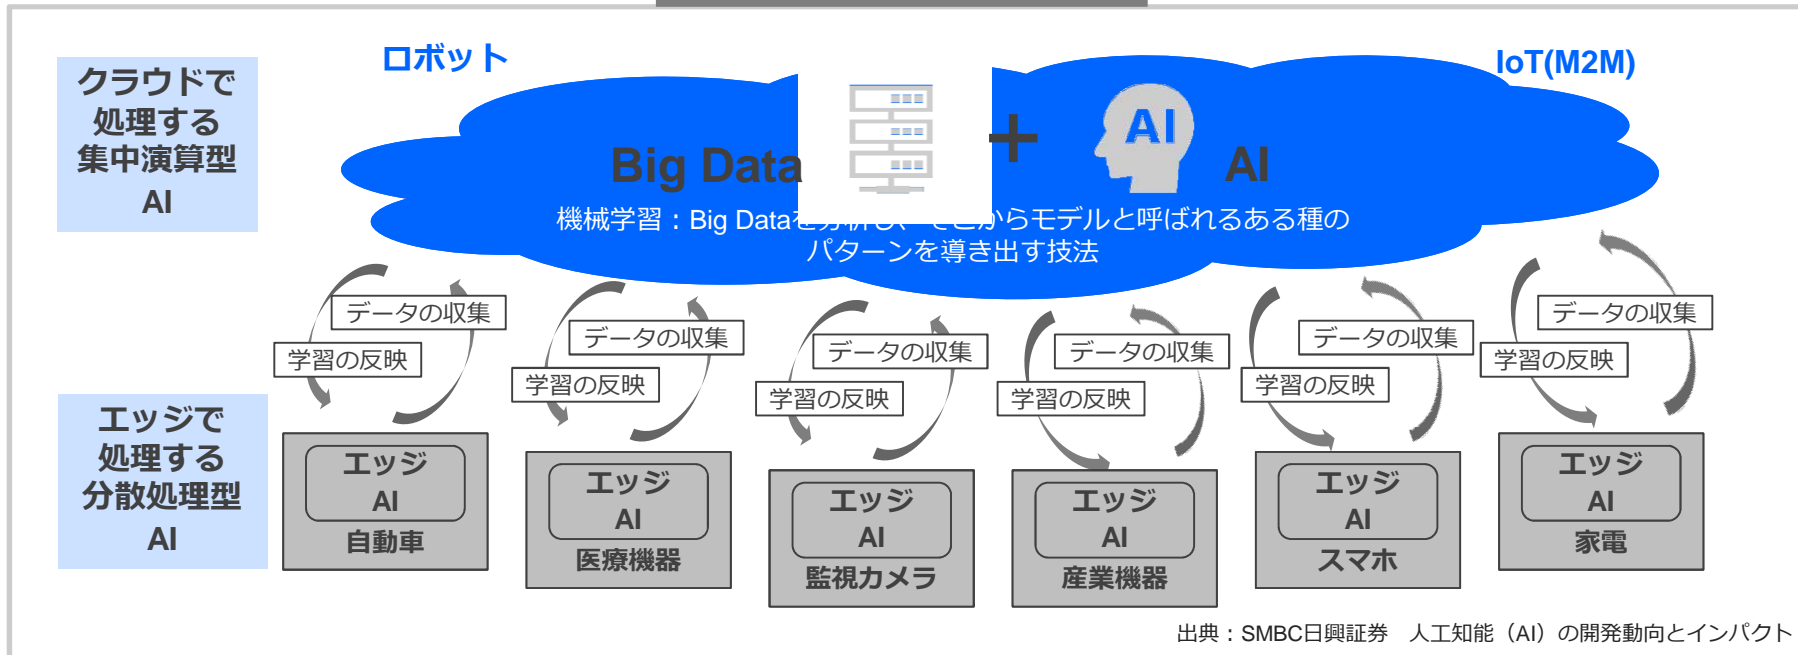 クラウドで
処理する
集中演算型
AI
ロボット
IoT(M2M)
Big Data
+
AI
AI
機械学習：Big Dataを分析し、そこからモデルと呼ばれるある種の
パターンを導き出す技法
データの収集
学習の反映
データの収集
学習の反映
データの収集
学習の反映
データの収集
学習の反映
データの収集
学習の反映
データの収集
学習の反映
エッジで
処理する
分散処理型
AI
エッジ
AI
自動車
エッジ
AI
医療機器
エッジ
AI
監視カメラ
エッジ
AI
産業機器
エッジ
AI
スマホ
エッジ
AI
家電
出典：SMBC日興証券　人工知能（AI）の開発動向とインパクト